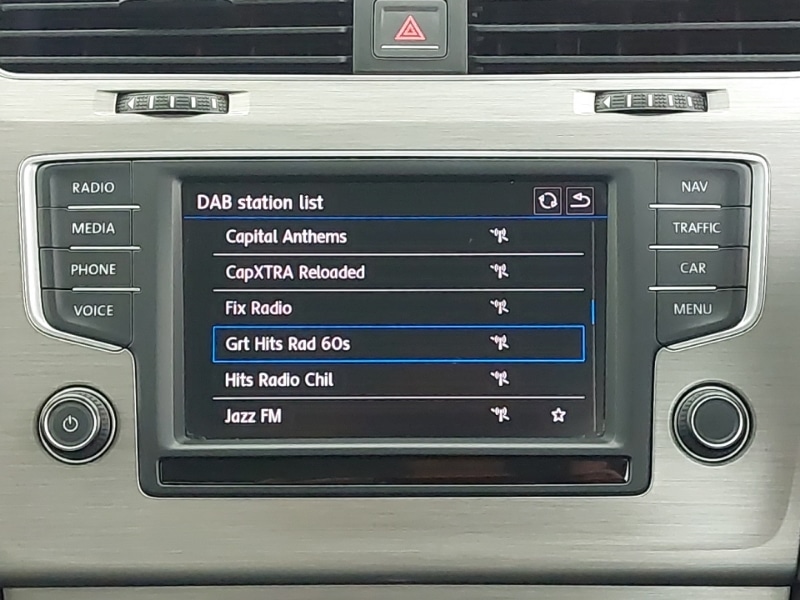 RADIO
MEDIA
PHONE
VOICE
DAB station list
Capital Anthems
CapXTRA Reloaded
Fix Radio
Grt Hits Rad 60s
Hits Radio Chil
Jazz FM
NAV
TRAFFIC
CAR
MENU